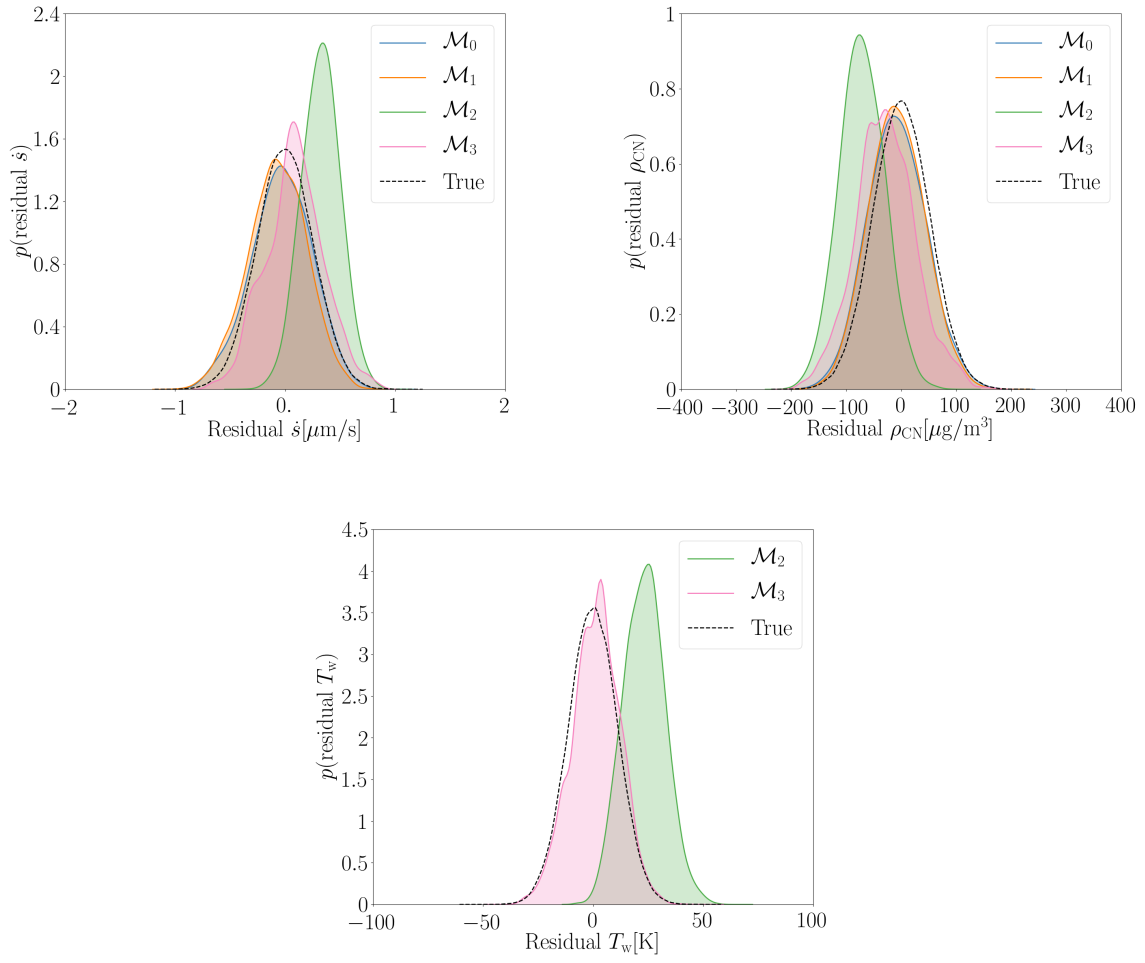 2.4
2
1.6
1.2
0.8
0.4
0
p(residual ṡ)
−2
−1
0.
1
2
Residual ṡ[μm/s]
ℳ₀
ℳ₁
ℳ₂
ℳ₃
True
1
0.8
0.6
0.4
0.2
0
p(residual ρ_CN)
−400
−300
−200
−100
0
100
200
300
400
Residual ρ_CN[μg/m³]
ℳ₀
ℳ₁
ℳ₂
ℳ₃
True
4.5
4
3.5
3
2.5
2
1.5
1
0.5
0
p(residual T_w)
−100
−50
0
50
100
Residual T_w[K]
ℳ₂
ℳ₃
True